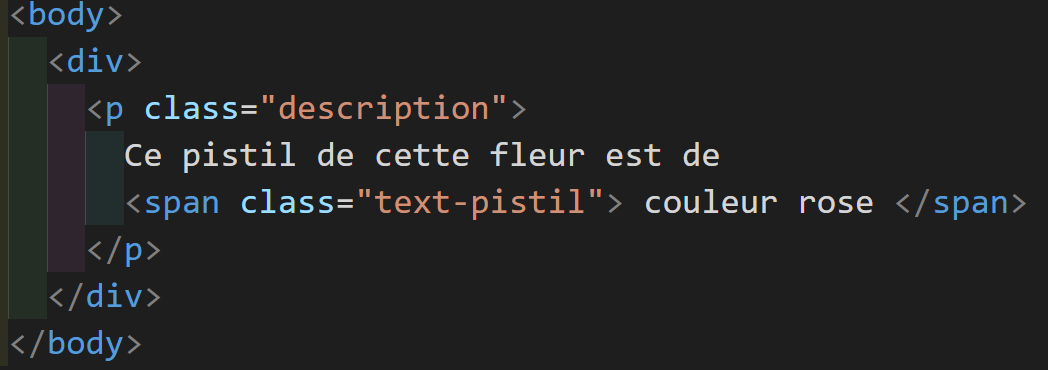 <body>
<div>
<p class="description">
Ce pistil de cette fleur est de
<span class="text-pistil"> couleur rose </span>
</p>
</div>
</body>